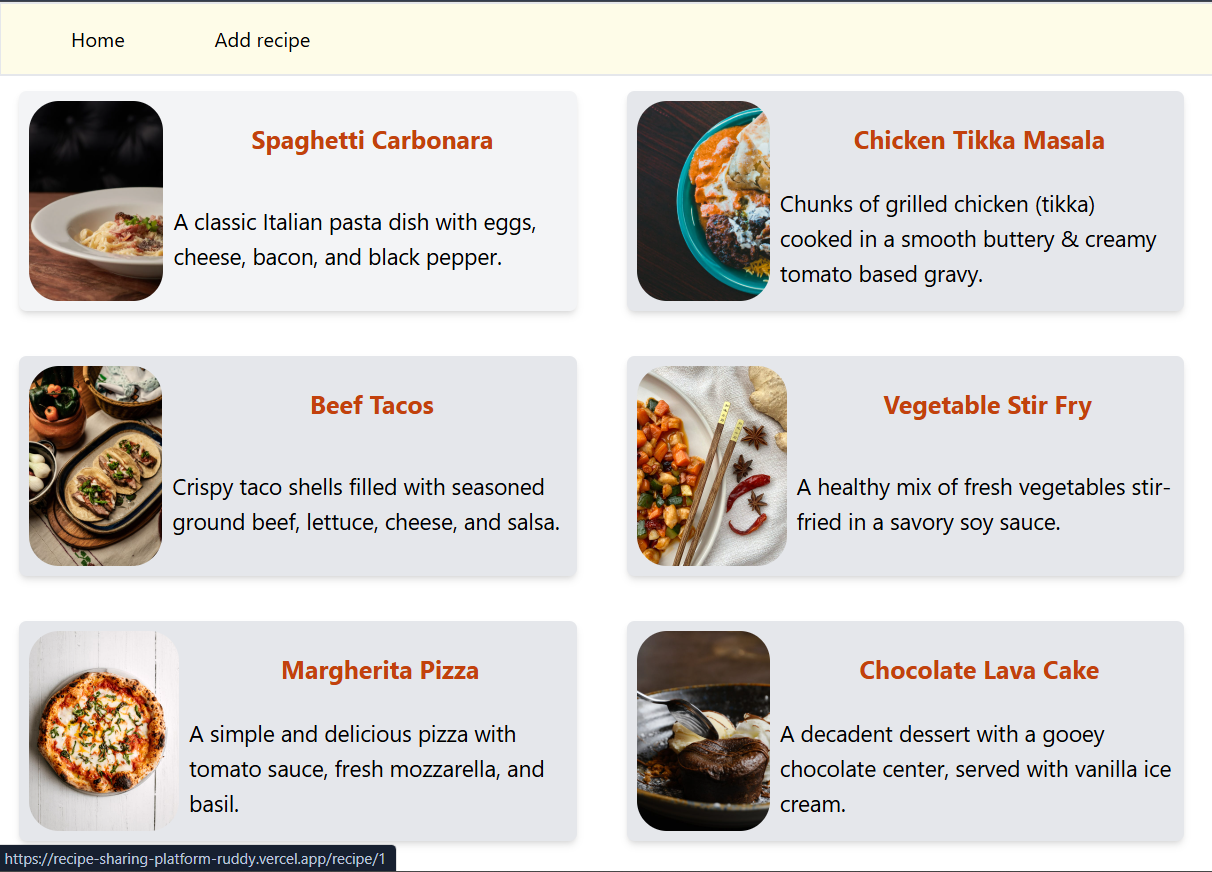 Home
Add recipe
Spaghetti Carbonara
A classic Italian pasta dish with eggs,
cheese, bacon, and black pepper.
Chicken Tikka Masala
Chunks of grilled chicken (tikka)
cooked in a smooth buttery & creamy
tomato based gravy.
Beef Tacos
Crispy taco shells filled with seasoned
ground beef, lettuce, cheese, and salsa.
Vegetable Stir Fry
A healthy mix of fresh vegetables stir-
fried in a savory soy sauce.
Margherita Pizza
A simple and delicious pizza with
tomato sauce, fresh mozzarella, and
basil.
Chocolate Lava Cake
A decadent dessert with a gooey
chocolate center, served with vanilla ice
cream.
https://recipe-sharing-platform-ruddy.vercel.app/recipe/1